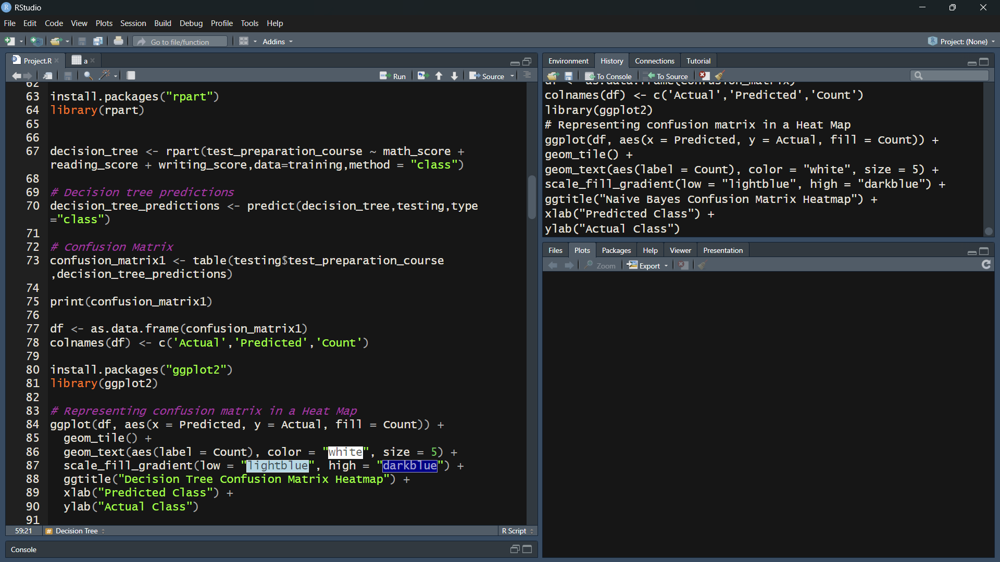 RStudio
File Edit Code View Plots Session Build Debug Profile Tools Help
Go to file/function Addins Project: (None)
Project.R a
Run Source
62
63 install.packages("rpart")
64 library(rpart)
65
66
67 decision_tree <- rpart(test_preparation_course ~ math_score +
reading_score + writing_score,data=training,method = "class")
68
69 # Decision tree predictions
70 decision_tree_predictions <- predict(decision_tree,testing,type
="class")
71
72 # Confusion Matrix
73 confusion_matrix1 <- table(testing$test_preparation_course
,decision_tree_predictions)
74
75 print(confusion_matrix1)
76
77 df <- as.data.frame(confusion_matrix1)
78 colnames(df) <- c('Actual','Predicted','Count')
79
80 install.packages("ggplot2")
81 library(ggplot2)
82
83 # Representing confusion matrix in a Heat Map
84 ggplot(df, aes(x = Predicted, y = Actual, fill = Count)) +
85 geom_tile() +
86 geom_text(aes(label = Count), color = "white", size = 5) +
87 scale_fill_gradient(low = "lightblue", high = "darkblue") +
88 ggtitle("Decision Tree Confusion Matrix Heatmap") +
89 xlab("Predicted Class") +
90 ylab("Actual Class")
91
59:21 # Decision Tree R Script
Console
Environment History Connections Tutorial
To Console To Source
df <- as.data.frame(confusion_matrix)
colnames(df) <- c('Actual','Predicted','Count')
library(ggplot2)
# Representing confusion matrix in a Heat Map
ggplot(df, aes(x = Predicted, y = Actual, fill = Count)) +
geom_tile() +
geom_text(aes(label = Count), color = "white", size = 5) +
scale_fill_gradient(low = "lightblue", high = "darkblue") +
ggtitle("Naive Bayes Confusion Matrix Heatmap") +
xlab("Predicted Class") +
ylab("Actual Class")
Files Plots Packages Help Viewer Presentation
Zoom Export